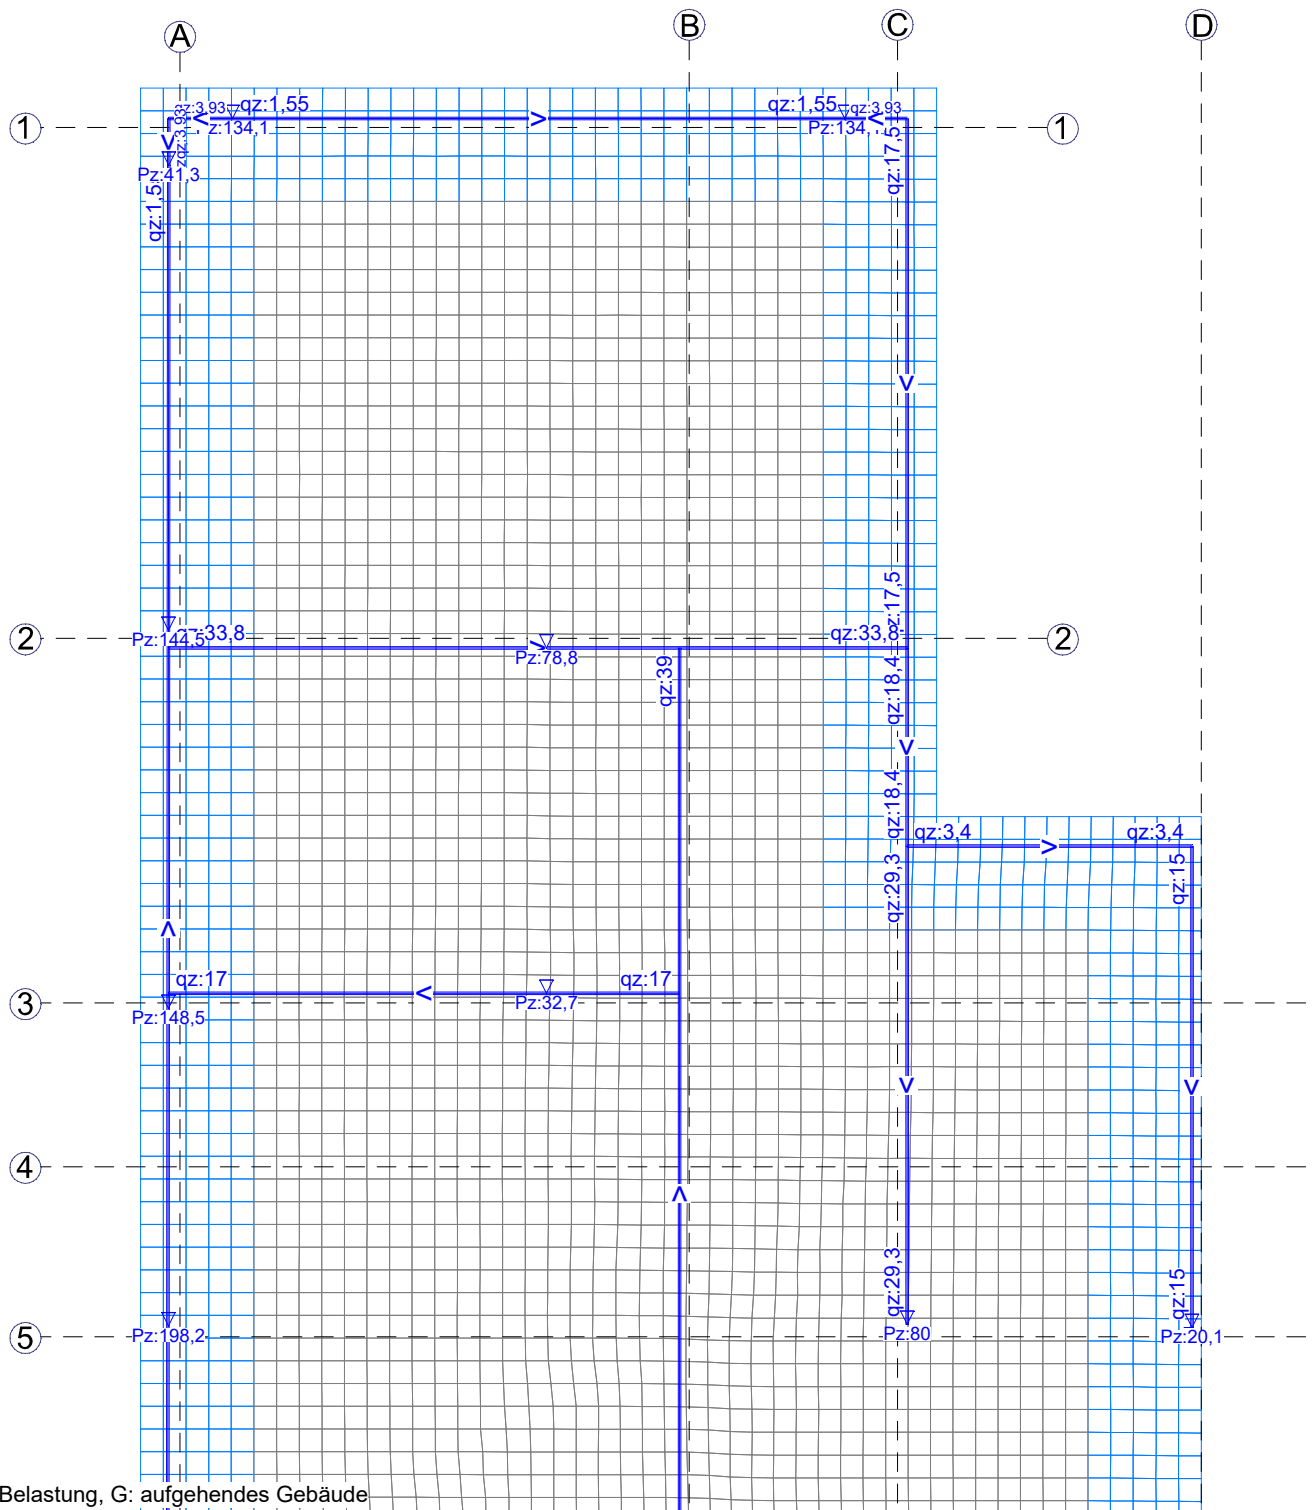 A
B
C
D
qz:3,93
qz:1,55
qz:1,55
qz:3,93
1
z:134,1
Pz:134,
1
qz:3,93
qz:17,5
Pz:41,3
qz:1,5
z:17,5
2
Pz:144,5
qz:33,8
qz:33,8
2
Pz:78,8
qz:39
qz:18,4
qz:18,4
qz:3,4
qz:3,4
qz:29,3
qz:15
qz:17
qz:17
3
Pz:148,5
Pz:32,7
4
qz:29,3
qz:15
5
Pz:198,2
Pz:80
Pz:20,1
Belastung, G: aufgehendes Gebäude